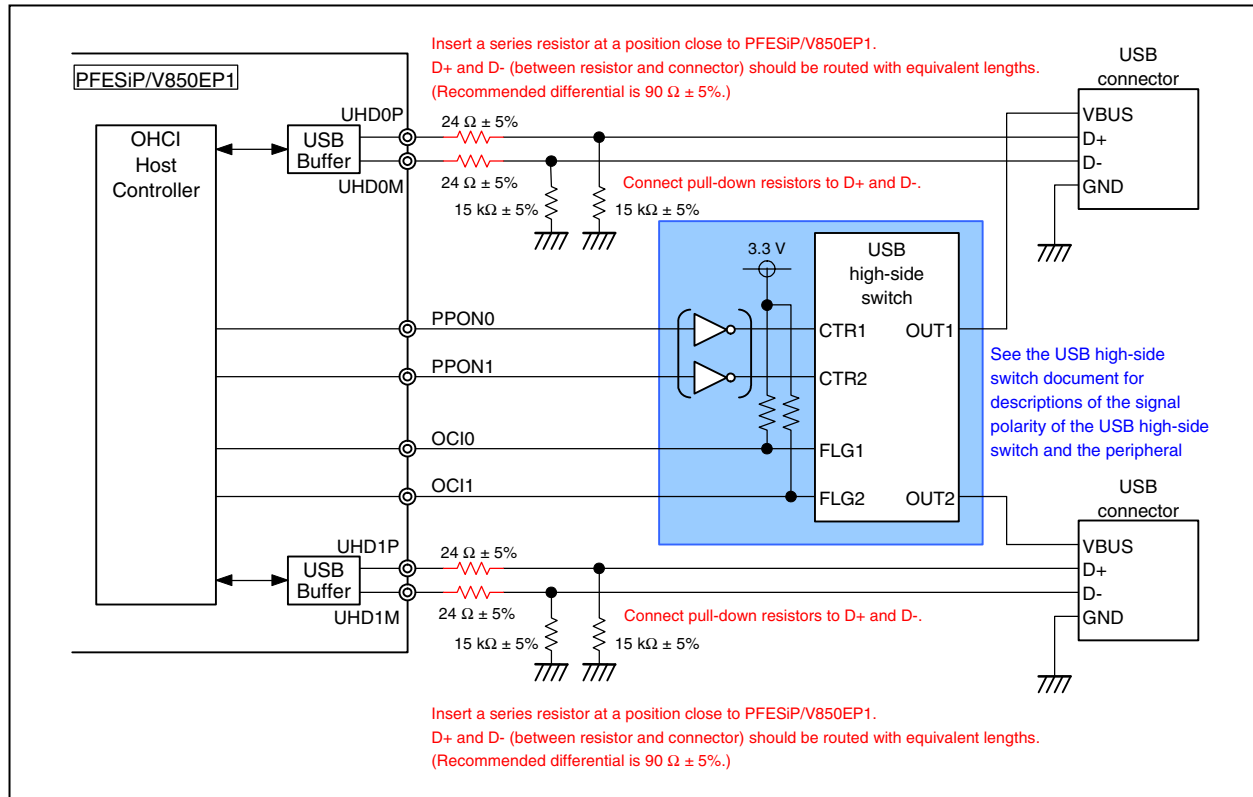 Insert a series resistor at a position close to PFESiP/V850EP1.
D+ and D- (between resistor and connector) should be routed with equivalent lengths.
(Recommended differential is 90 Ω ± 5%.)
USB
connector
PFESiP/V850EP1
OHCI
Host
Controller
USB
Buffer
UHD0P
UHD0M
24 Ω ± 5%
24 Ω ± 5%
15 kΩ ± 5%
15 kΩ ± 5%
Connect pull-down resistors to D+ and D-.
VBUS
D+
D-
GND
3.3 V
USB
high-side
switch
PPON0
CTR1
OUT1
PPON1
CTR2
OCI0
FLG1
OCI1
FLG2
OUT2
See the USB high-side
switch document for
descriptions of the signal
polarity of the USB high-side
switch and the peripheral
USB
connector
UHD1P
USB
Buffer
UHD1M
24 Ω ± 5%
24 Ω ± 5%
15 kΩ ± 5%
15 kΩ ± 5%
Connect pull-down resistors to D+ and D-.
VBUS
D+
D-
GND
Insert a series resistor at a position close to PFESiP/V850EP1.
D+ and D- (between resistor and connector) should be routed with equivalent lengths.
(Recommended differential is 90 Ω ± 5%.)